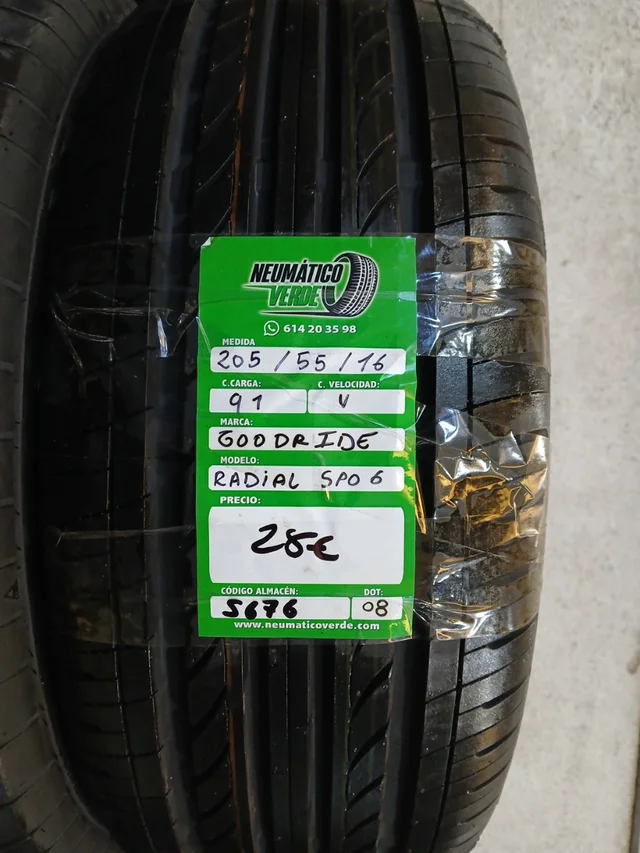 NEUMÁTICO
VERDE
614 20 35 98
MEDIDA
205 / 55 / 16
C.CARGA: C. VELOCIDAD:
91 V
MARCA:
GOODRIDE
MODELO:
RADIAL SP06
PRECIO:
28€
CÓDIGO ALMACÉN: DOT:
5676 08
www.neumaticoverde.com